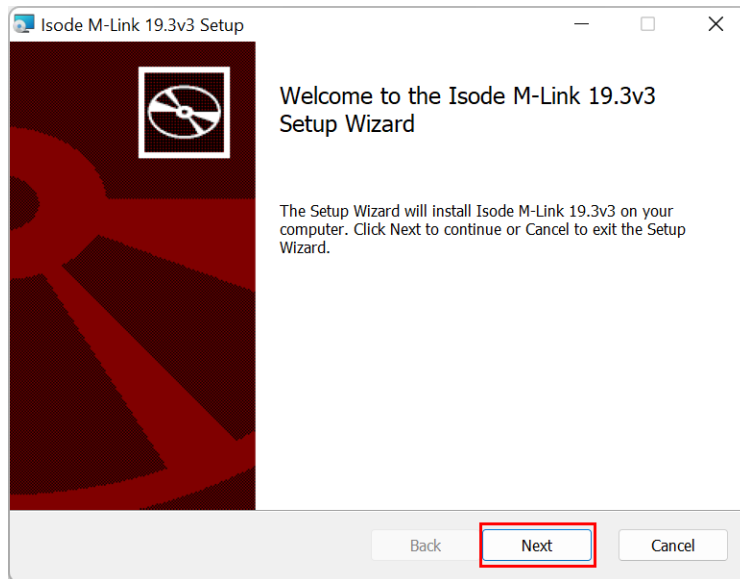 Isode M-Link 19.3v3 Setup
Welcome to the Isode M-Link 19.3v3
Setup Wizard
The Setup Wizard will install Isode M-Link 19.3v3 on your
computer. Click Next to continue or Cancel to exit the Setup
Wizard.
Back Next Cancel